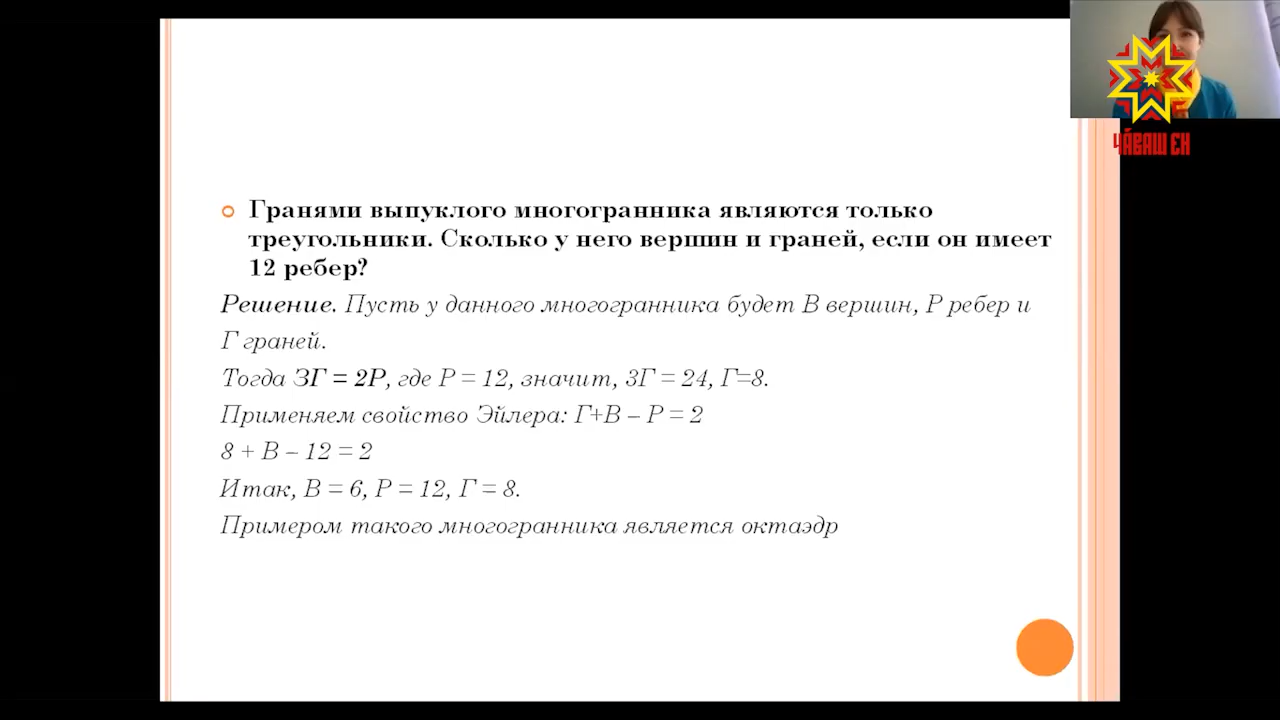 ЧӐВАШ ЕН
Гранями выпуклого многогранника являются только
треугольники. Сколько у него вершин и граней, если он имеет
12 ребер?
Решение. Пусть у данного многогранника будет В вершин, Р ребер и
Г граней.
Тогда 3Г = 2Р, где Р = 12, значит, 3Г = 24, Г=8.
Применяем свойство Эйлера: Г+В – Р = 2
8 + В – 12 = 2
Итак, В = 6, Р = 12, Г = 8.
Примером такого многогранника является октаэдр